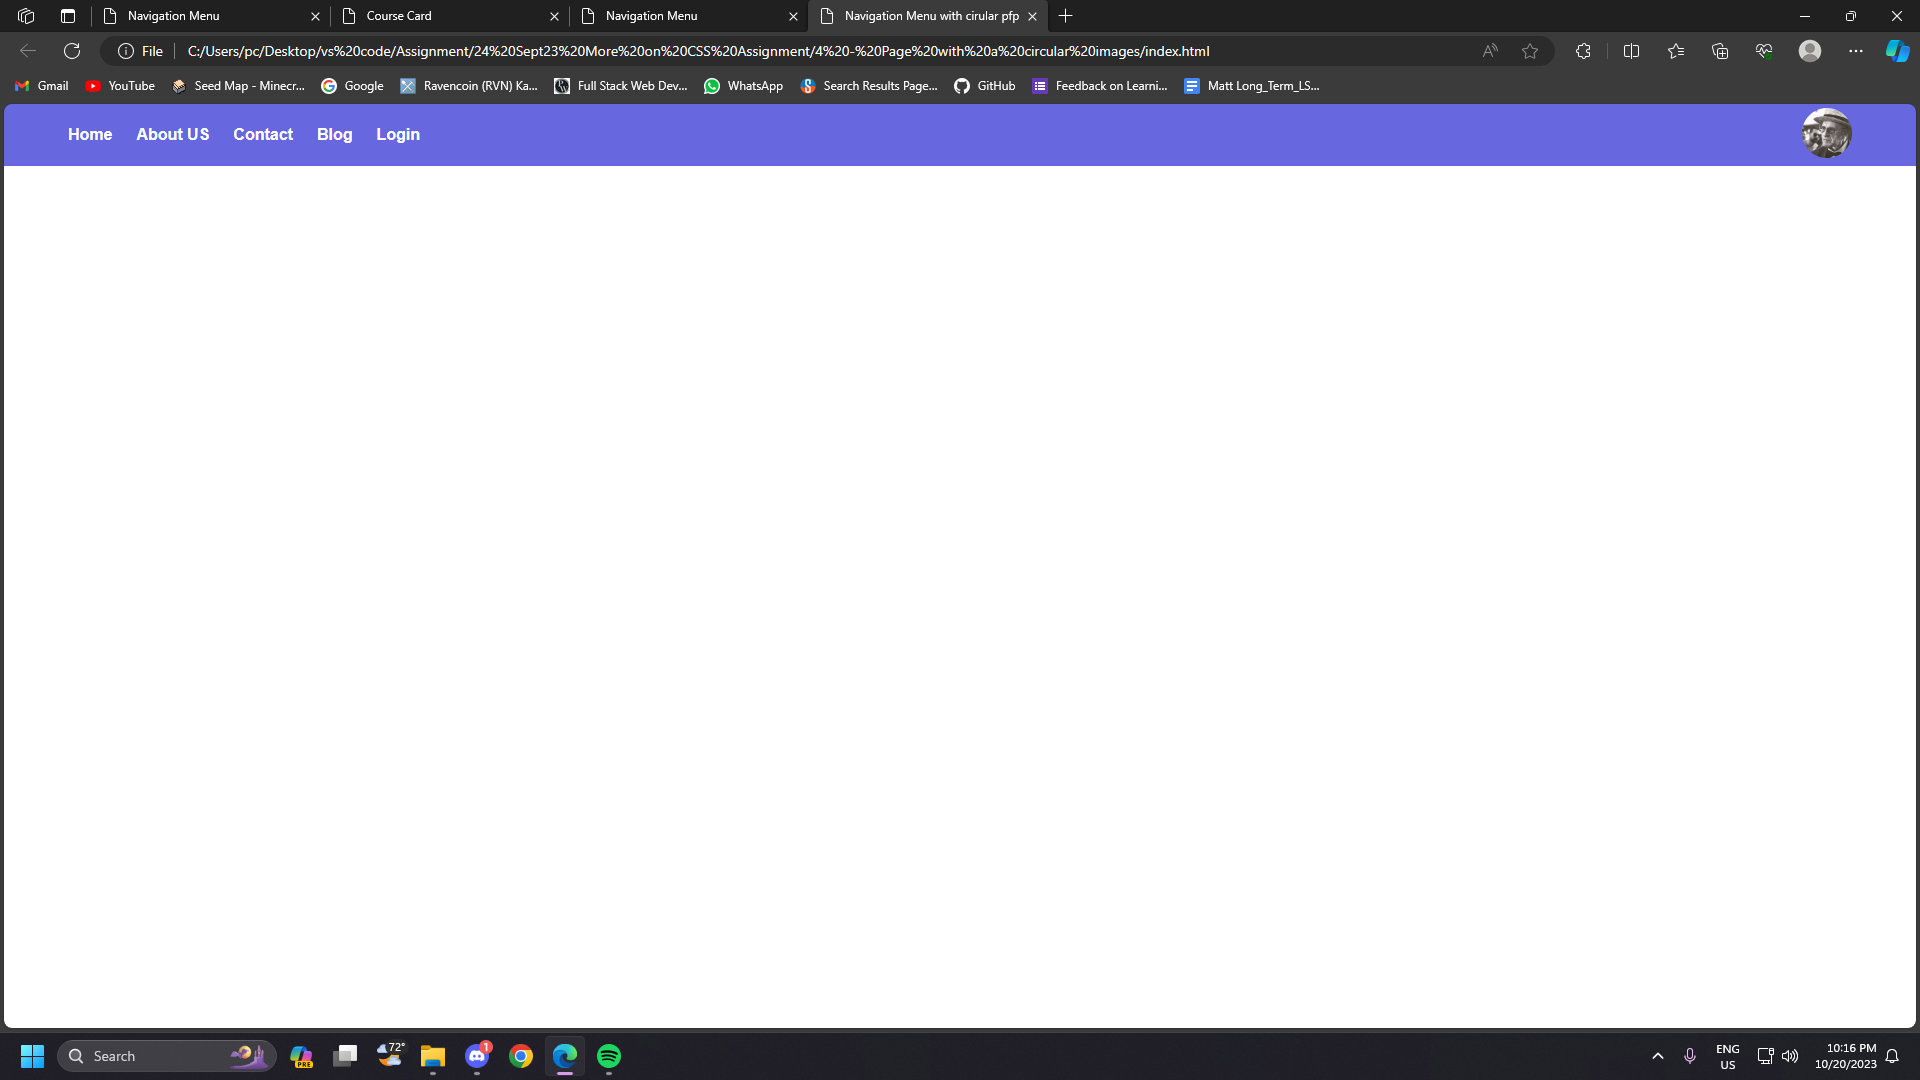 Navigation Menu
Course Card
Navigation Menu
Navigation Menu with cirular pfp
File
C:/Users/pc/Desktop/vs%20code/Assignment/24%20Sept23%20More%20on%20CSS%20Assignment/4%20-%20Page%20with%20a%20circular%20images/index.html
Gmail
YouTube
Seed Map - Minecr...
Google
Ravencoin (RVN) Ka...
Full Stack Web Dev...
WhatsApp
Search Results Page...
GitHub
Feedback on Learni...
Matt Long_Term_LS...
Home
About US
Contact
Blog
Login
Search
PRE
72°
1
ENG
US
10:16 PM
10/20/2023